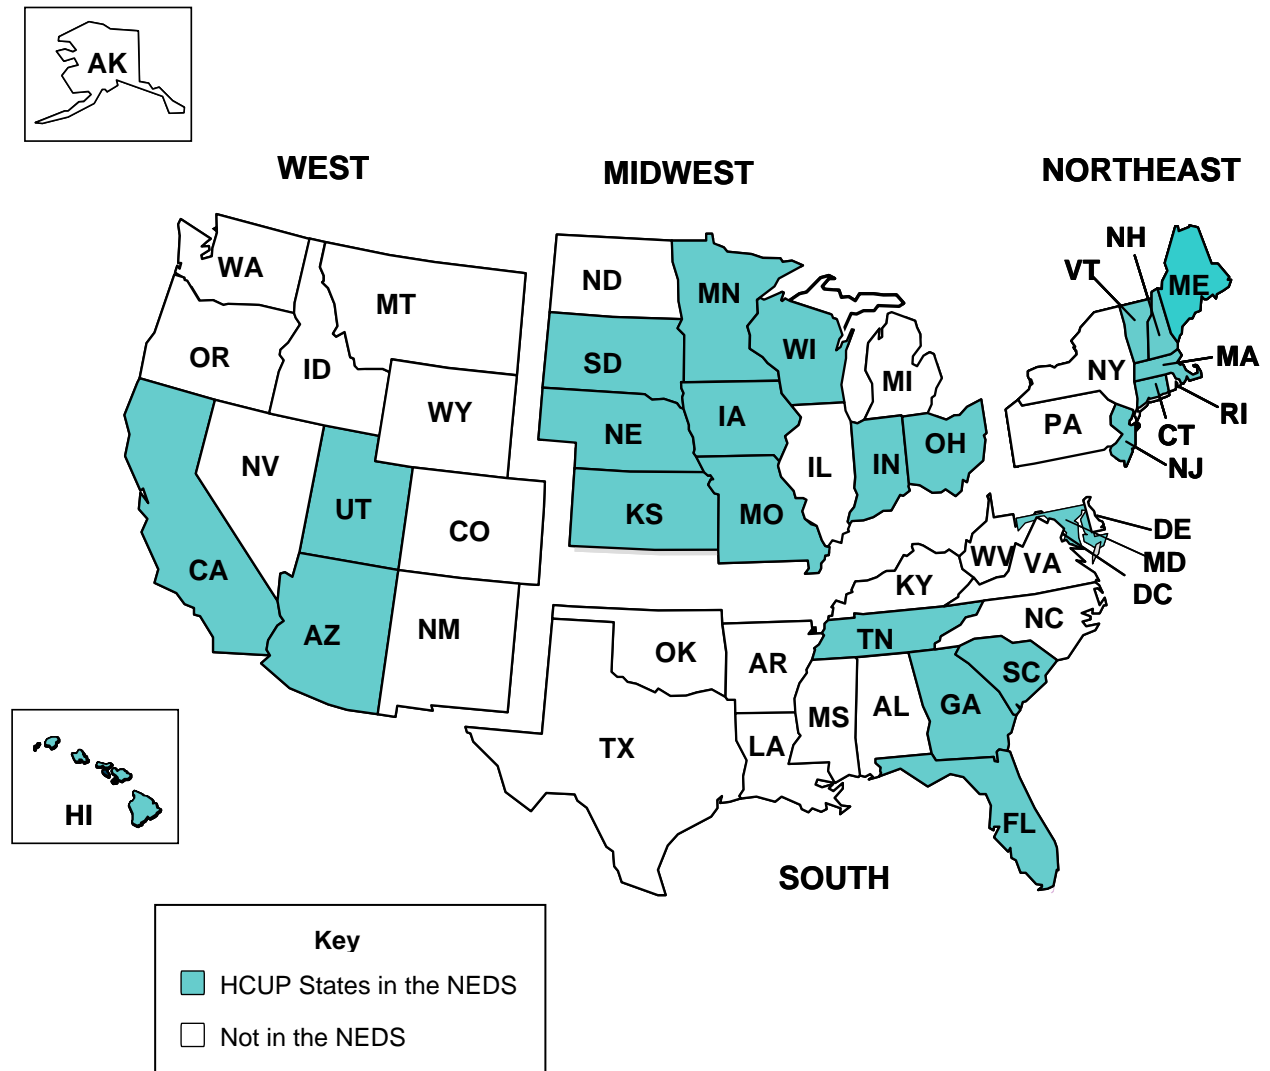 AK
WEST
MIDWEST
NORTHEAST
WA
MT
OR
ID
WY
NV
UT
CO
CA
AZ
NM
HI
ND
MN
SD
WI
MI
NE
IA
IL
IN
OH
KS
MO
NH
VT
ME
NY
MA
RI
PA
CT
NJ
DE
MD
DC
WV
VA
KY
NC
TN
SC
OK
AR
MS
AL
GA
TX
LA
FL
SOUTH
Key
HCUP States in the NEDS
Not in the NEDS